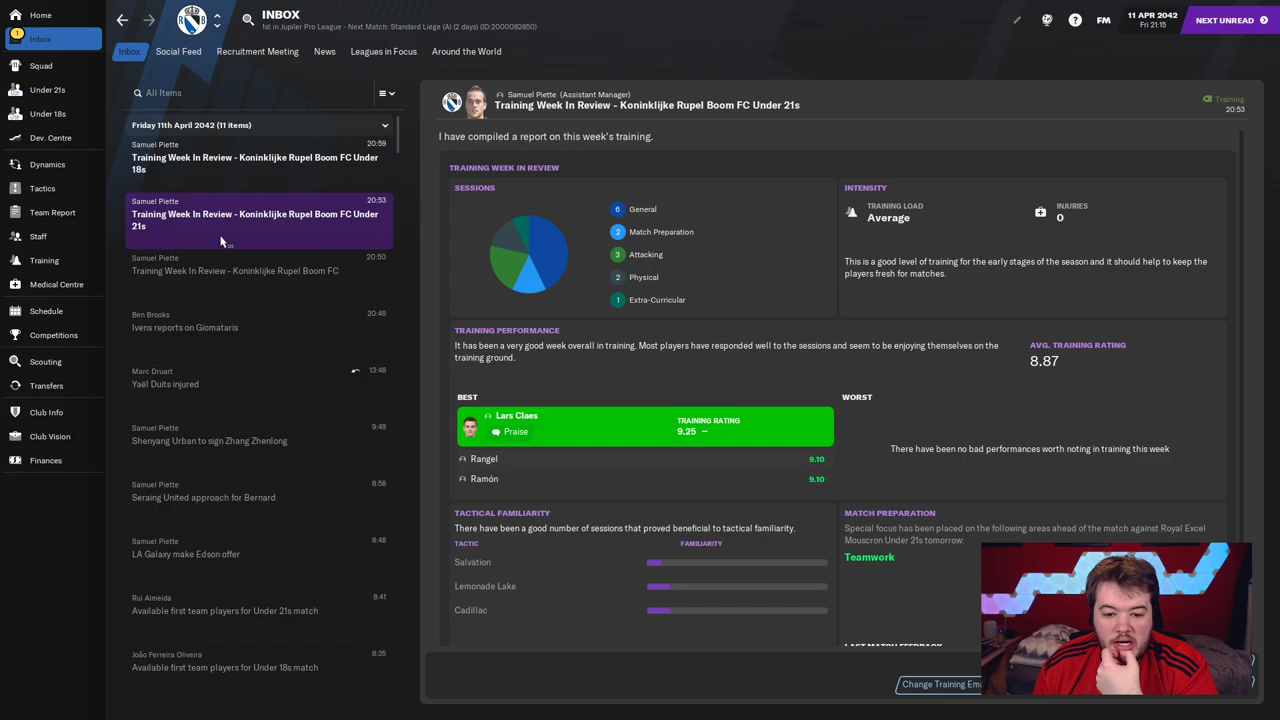 Home
1
Inbox
Squad
Under 21s
Under 18s
Dev. Centre
Dynamics
Tactics
Team Report
Staff
Training
Medical Centre
Schedule
Competitions
Scouting
Transfers
Club Info
Club Vision
Finances
R B
INBOX
1st in Jupiler Pro League - Next Match: Standard Liège (A) (2 days) (ID:2000082850)
FM
11 APR 2042
Fri 21:15
NEXT UNREAD
Inbox
Social Feed
Recruitment Meeting
News
Leagues in Focus
Around the World
All Items
Friday 11th April 2042 (11 items)
Samuel Piette 20:59
Training Week In Review - Koninklijke Rupel Boom FC Under
18s
Samuel Piette 20:53
Training Week In Review - Koninklijke Rupel Boom FC Under
21s
Samuel Piette 20:50
Training Week In Review - Koninklijke Rupel Boom FC
Ben Brooks 20:49
Ivens reports on Giomataris
Marc Druart 13:48
Yaël Duits injured
Samuel Piette 9:49
Shenyang Urban to sign Zhang Zhenlong
Samuel Piette 8:58
Seraing United approach for Bernard
Samuel Piette 8:48
LA Galaxy make Edson offer
Rui Almeida 8:41
Available first team players for Under 21s match
João Ferreira Oliveira 8:35
Available first team players for Under 18s match
Samuel Piette (Assistant Manager)
Training Week In Review - Koninklijke Rupel Boom FC Under 21s
Training
20:53
I have compiled a report on this week's training.
TRAINING WEEK IN REVIEW
SESSIONS
6 General
2 Match Preparation
3 Attacking
2 Physical
1 Extra-Curricular
INTENSITY
TRAINING LOAD
Average
INJURIES
0
This is a good level of training for the early stages of the season and it should help to keep the
players fresh for matches.
TRAINING PERFORMANCE
It has been a very good week overall in training. Most players have responded well to the sessions and seem to be enjoying themselves on the
training ground.
AVG. TRAINING RATING
8.87
BEST
Lars Claes
Praise
TRAINING RATING
9.25 –
Rangel 9.10
Ramón 9.10
WORST
There have been no bad performances worth noting in training this week
TACTICAL FAMILIARITY
There have been a good number of sessions that proved beneficial to tactical familiarity.
TACTIC FAMILIARITY
Salvation
Lemonade Lake
Cadillac
MATCH PREPARATION
Special focus has been placed on the following areas ahead of the match against Royal Excel
Mouscron Under 21s tomorrow:
Teamwork
LAST MATCH FEEDBACK
Change Training